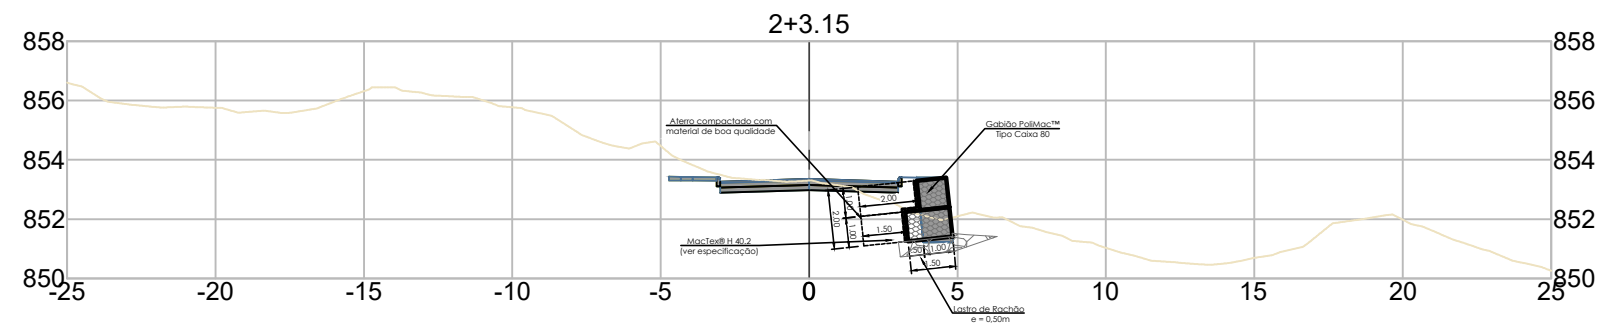 2+3.15
858 858
856 856
854 854
852 852
850 850
-25 -20 -15 -10 -5 0 5 10 15 20 25
Aterro compactado com
material de boa qualidade
Gabião PoliMac™
Tipo Caixa 80
MacTex® H 40.2
(ver especificação)
Lastro de Rachão
e = 0,50m
2.00
1.00
2.00
1.00
1.50
.50
1.00
1.50